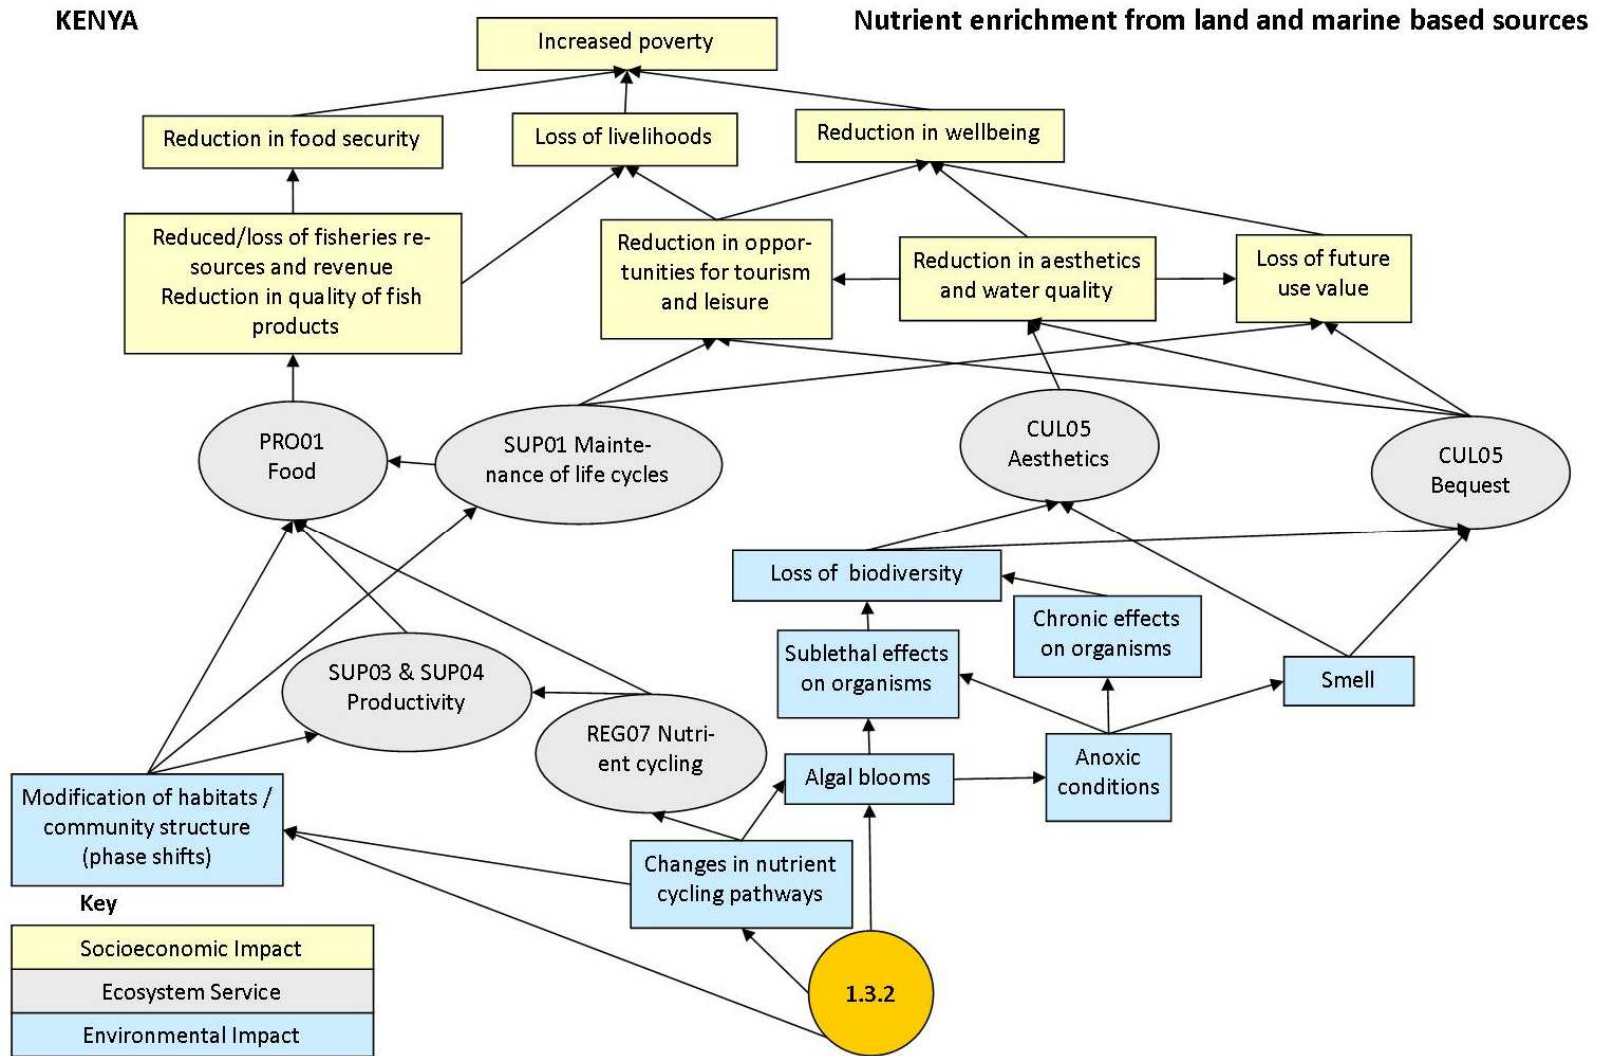 KENYA
Nutrient enrichment from land and marine based sources
Increased poverty
Reduction in food security
Loss of livelihoods
Reduction in wellbeing
Reduced/loss of fisheries re-
sources and revenue
Reduction in quality of fish
products
Reduction in oppor-
tunities for tourism
and leisure
Reduction in aesthetics
and water quality
Loss of future
use value
PRO01
Food
SUP01 Mainte-
nance of life cycles
CUL05
Aesthetics
CUL05
Bequest
Loss of biodiversity
Chronic effects
on organisms
Sublethal effects
on organisms
Smell
SUP03 & SUP04
Productivity
REG07 Nutri-
ent cycling
Algal blooms
Anoxic
conditions
Modification of habitats /
community structure
(phase shifts)
Changes in nutrient
cycling pathways
1.3.2
Key
Socioeconomic Impact
Ecosystem Service
Environmental Impact